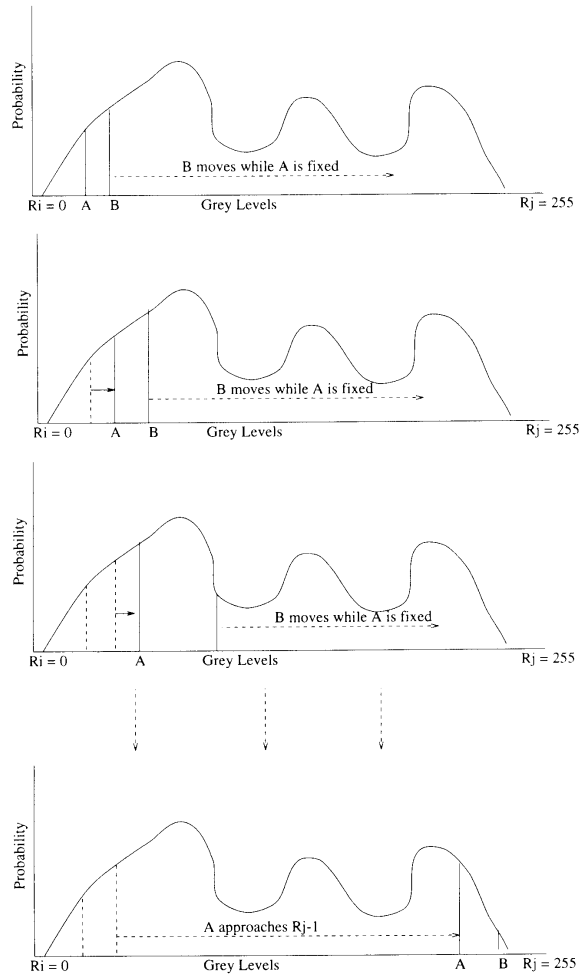 Probability
B moves while A is fixed
Ri = 0 A B Grey Levels Rj = 255
Probability
B moves while A is fixed
Ri = 0 A B Grey Levels Rj = 255
Probability
B moves while A is fixed
Ri = 0 A Grey Levels Rj = 255
Probability
A approaches Rj-1
Ri = 0 Grey Levels A B Rj = 255